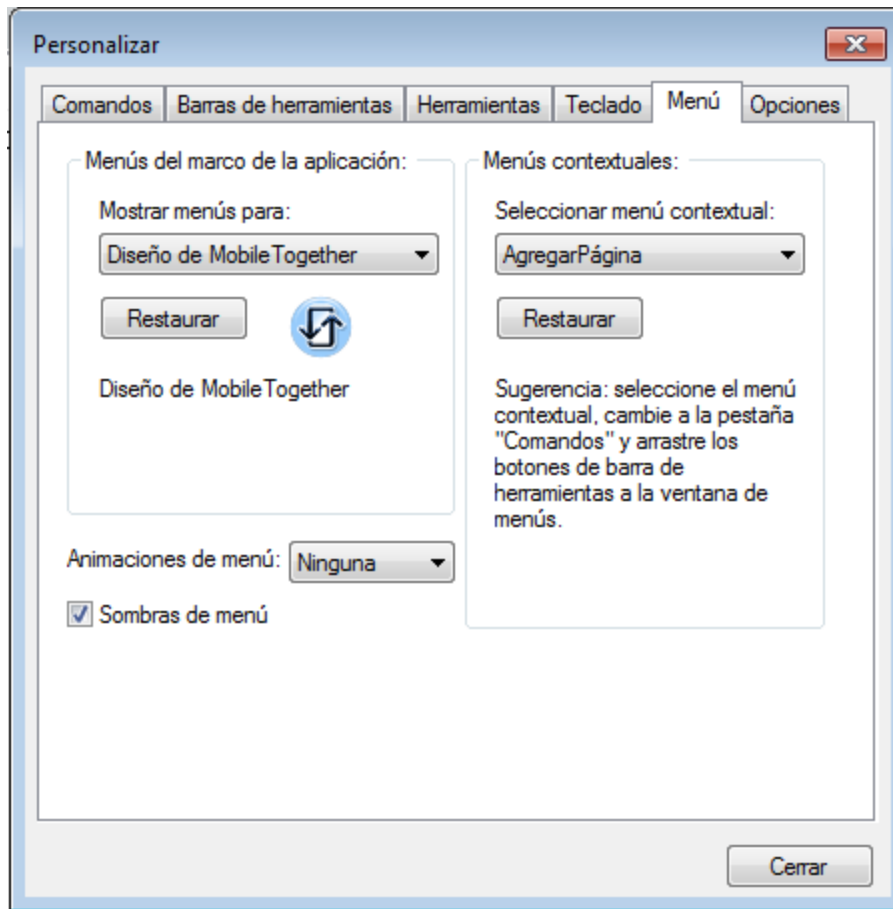 Personalizar
Comandos
Barras de herramientas
Herramientas
Teclado
Menú
Opciones
Menús del marco de la aplicación:
Mostrar menús para:
Diseño de MobileTogether
Restaurar
Diseño de MobileTogether
Menús contextuales:
Seleccionar menú contextual:
AgregarPágina
Restaurar
Sugerencia: seleccione el menú
contextual, cambie a la pestaña
"Comandos" y arrastre los
botones de barra de
herramientas a la ventana de
menús.
Animaciones de menú:
Ninguna
Sombras de menú
Cerrar